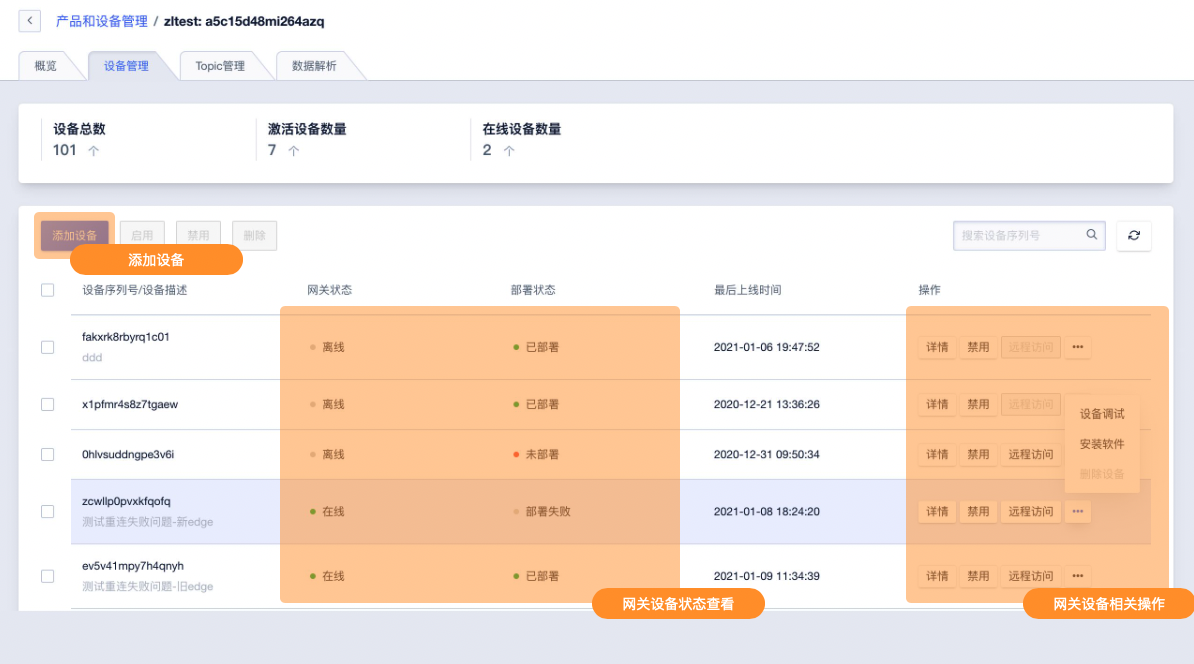 产品和设备管理 / zltest: a5c15d48mi264azq
概览 设备管理 Topic管理 数据解析
设备总数 激活设备数量 在线设备数量
101 7 2
添加设备 启用 禁用 删除 搜索设备序列号
添加设备
设备序列号/设备描述 网关状态 部署状态 最后上线时间 操作
fakxrk8rbyrq1c01
ddd
离线 已部署 2021-01-06 19:47:52 详情 禁用 远程访问 •••
x1pfmr4s8z7tgaew 离线 已部署 2020-12-21 13:36:26 详情 禁用 远程访问
设备调试
安装软件
删除设备
0hlvsuddngpe3v6i 离线 未部署 2020-12-31 09:50:34 详情 禁用 远程访问
zcwllp0pvxkfqofq
测试重连失败问题-新edge
在线 部署失败 2021-01-08 18:24:20 详情 禁用 远程访问 •••
ev5v41mpy7h4qnyh
测试重连失败问题-旧edge
在线 已部署 2021-01-09 11:34:39 详情 禁用 远程访问 •••
网关设备状态查看 网关设备相关操作